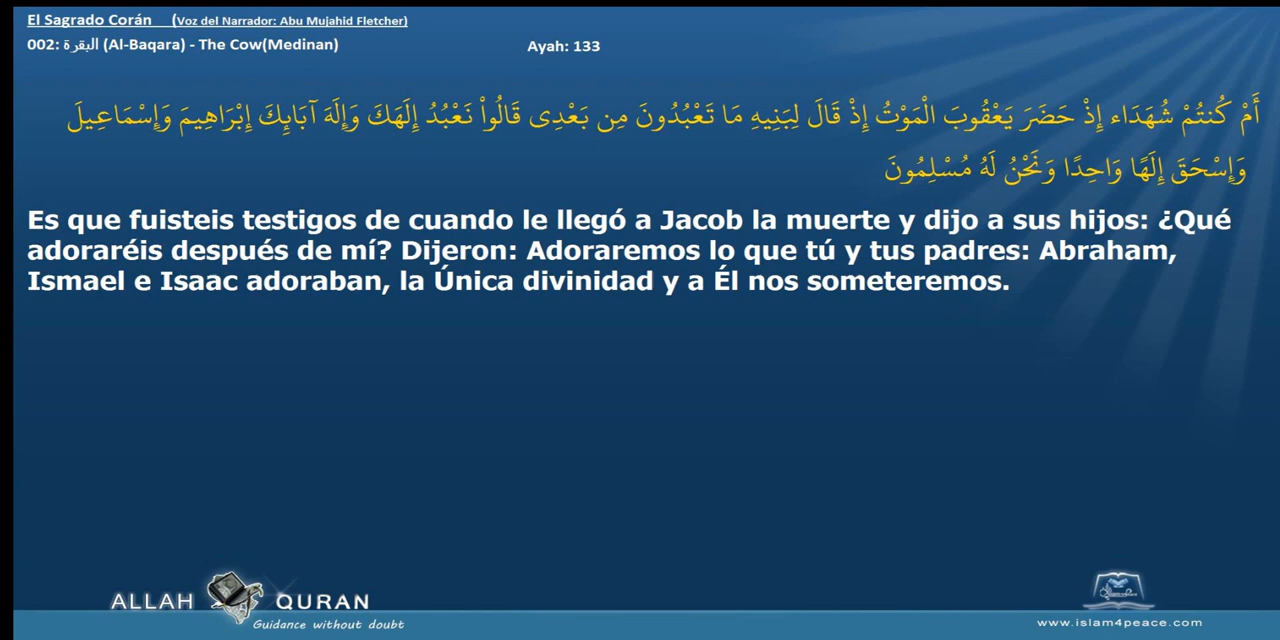 El Sagrado Corán (Voz del Narrador: Abu Mujahid Fletcher)
002: البقرة (Al-Baqara) - The Cow(Medinan) Ayah: 133
أَمْ كُنتُمْ شُهَدَاء إِذْ حَضَرَ يَعْقُوبَ الْمَوْتُ إِذْ قَالَ لِبَنِيهِ مَا تَعْبُدُونَ مِن بَعْدِى قَالُواْ نَعْبُدُ إِلَهَكَ وَإِلَهَ آبَابِكَ إِبْرَاهِيمَ وَإِسْمَاعِيلَ
وَإِسْحَقَ إِلَهًا وَاحِدًا وَنَحْنُ لَهُ مُسْلِمُونَ
Es que fuisteis testigos de cuando le llegó a Jacob la muerte y dijo a sus hijos: ¿Qué
adoraréis después de mí? Dijeron: Adoraremos lo que tú y tus padres: Abraham,
Ismael e Isaac adoraban, la Única divinidad y a Él nos someteremos.
ALLAH QURAN
Guidance without doubt
www.islam4peace.com